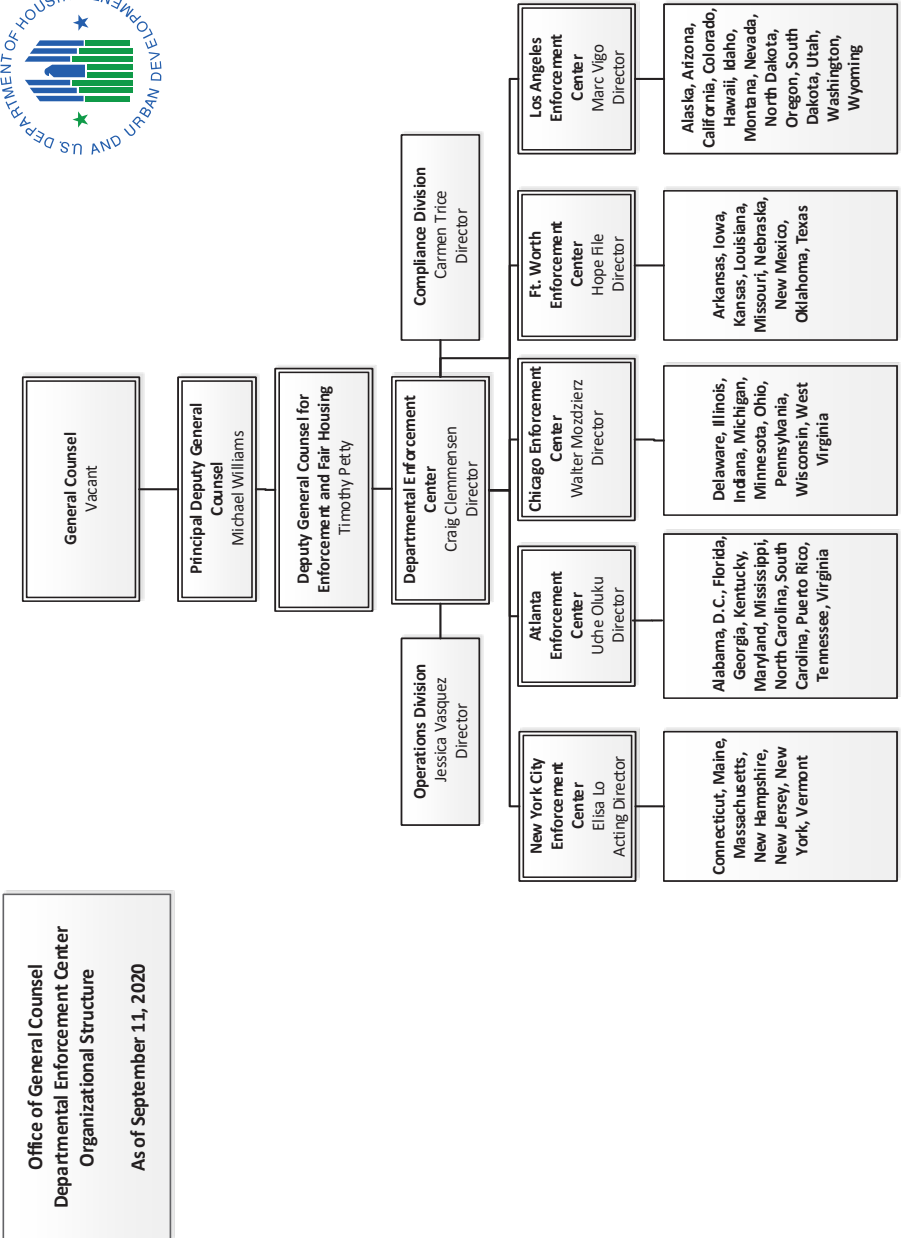 Office of General Counsel
Departmental Enforcement Center
Organizational Structure
As of September 11, 2020
U.S. DEPARTMENT OF HOUSING
AND URBAN DEVELOPMENT
General Counsel
Vacant
Principal Deputy General
Counsel
Michael Williams
Deputy General Counsel for
Enforcement and Fair Housing
Timothy Petty
Operations Division
Jessica Vasquez
Director
Departmental Enforcement
Center
Craig Clemmensen
Director
Compliance Division
Carmen Trice
Director
New York City
Enforcement
Center
Elisa Lo
Acting Director
Atlanta
Enforcement
Center
Uche Oluku
Director
Chicago Enforcement
Center
Walter Mozdzierz
Director
Ft. Worth
Enforcement
Center
Hope File
Director
Los Angeles
Enforcement
Center
Marc Vigo
Director
Connecticut, Maine,
Massachusetts,
New Hampshire,
New Jersey, New
York, Vermont
Alabama, D.C., Florida,
Georgia, Kentucky,
Maryland, Mississippi,
North Carolina, South
Carolina, Puerto Rico,
Tennessee, Virginia
Delaware, Illinois,
Indiana, Michigan,
Minnesota, Ohio,
Pennsylvania,
Wisconsin, West
Virginia
Arkansas, Iowa,
Kansas, Louisiana,
Missouri, Nebraska,
New Mexico,
Oklahoma, Texas
Alaska, Arizona,
California, Colorado,
Hawaii, Idaho,
Montana, Nevada,
North Dakota,
Oregon, South
Dakota, Utah,
Washington,
Wyoming